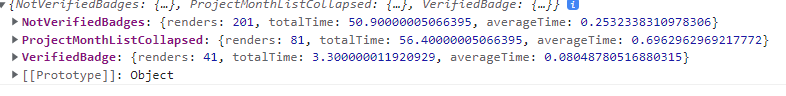 {NotVerifiedBadges: {…}, ProjectMonthListCollapsed: {…}, VerifiedBadge: {…}} i
NotVerifiedBadges: {renders: 201, totalTime: 50.90000005066395, averageTime: 0.2532338310978306}
ProjectMonthListCollapsed: {renders: 81, totalTime: 56.40000005066395, averageTime: 0.6962962969217772}
VerifiedBadge: {renders: 41, totalTime: 3.300000011920929, averageTime: 0.08048780516880315}
[[Prototype]]: Object